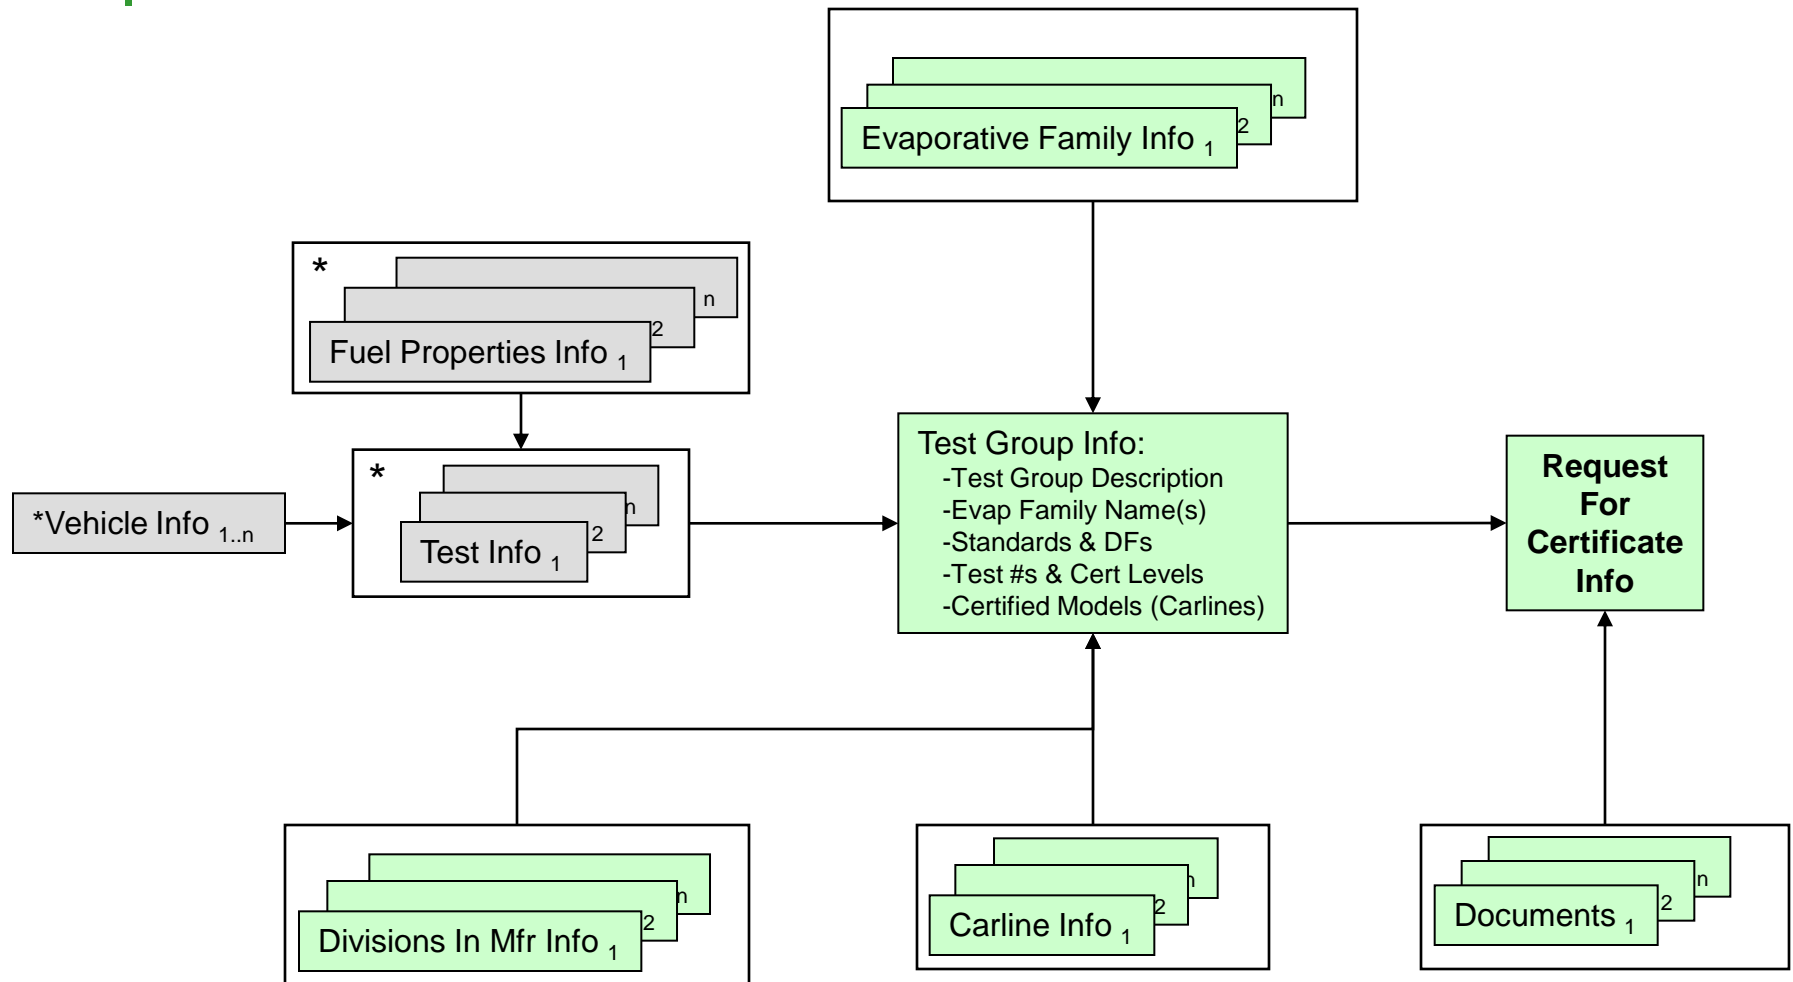 n
2
Evaporative Family Info 1
*
n
2
Fuel Properties Info 1
*
n
2
Test Info 1
*Vehicle Info 1..n
Test Group Info:
-Test Group Description
-Evap Family Name(s)
-Standards & DFs
-Test #s & Cert Levels
-Certified Models (Carlines)
Request
For
Certificate
Info
n
2
Divisions In Mfr Info 1
n
2
Carline Info 1
n
2
Documents 1